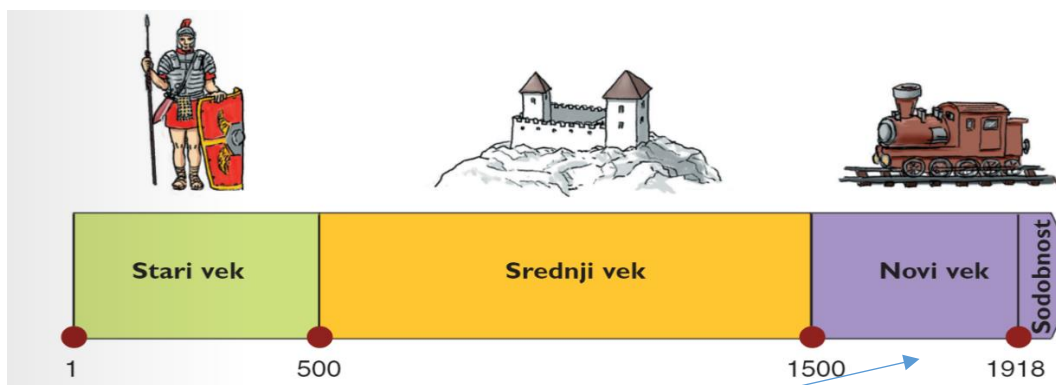 Stari vek
Srednji vek
Novi vek
Sodobnost
1
500
1500
1918